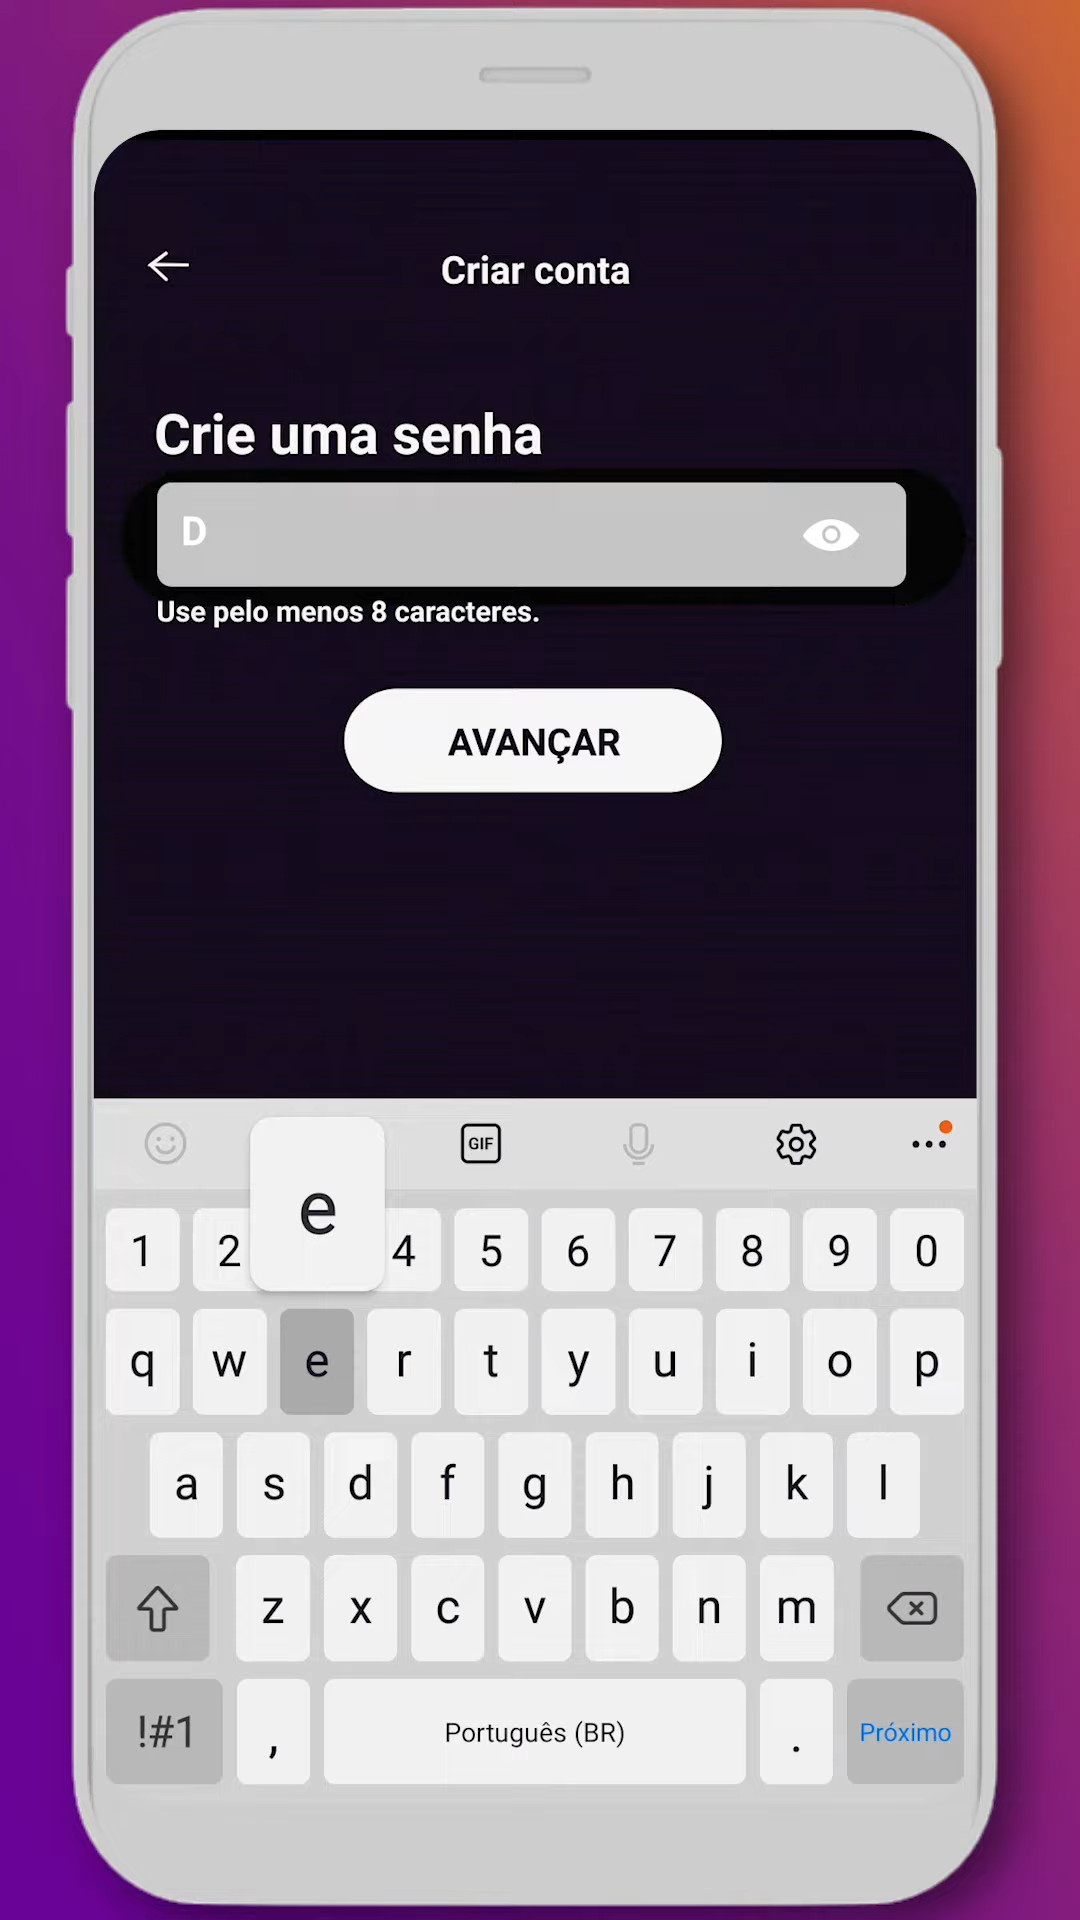 Criar conta
Crie uma senha
D
Use pelo menos 8 caracteres.
AVANÇAR
GIF
e
1 2 4 5 6 7 8 9 0
q w e r t y u i o p
a s d f g h j k l
z x c v b n m
!#1 , Português (BR) . Próximo